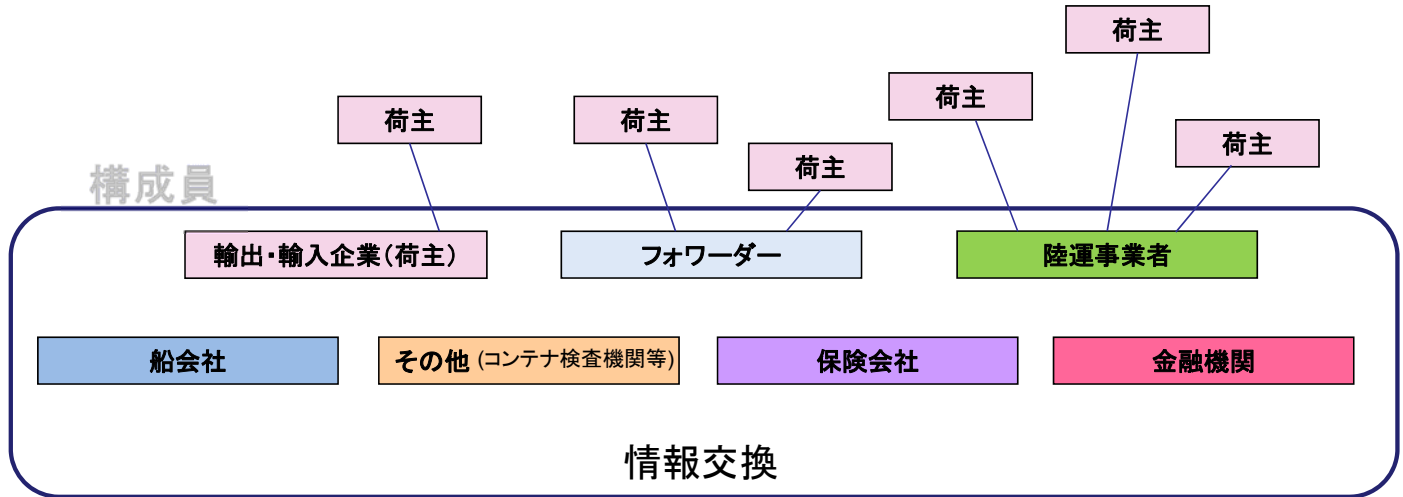 荷主
荷主
荷主
荷主
荷主
荷主
構成員
輸出・輸入企業(荷主)
フォワーダー
陸運事業者
船会社
その他 (コンテナ検査機関等)
保険会社
金融機関
情報交換